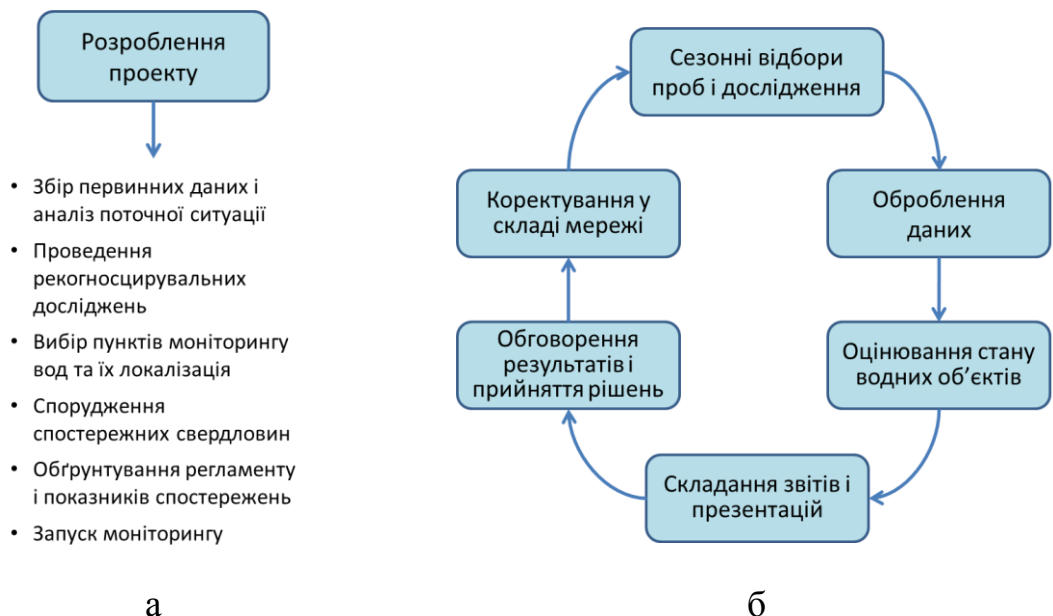 Розроблення
проекту
• Збір первинних даних і
аналіз поточної ситуації
• Проведення
рекогносцирувальних
досліджень
• Вибір пунктів моніторингу
вод та їх локалізація
• Спорудження
спостережних свердловин
• Обґрунтування регламенту
і показників спостережень
• Запуск моніторингу
а
Сезонні відбори
проб і дослідження
Оброблення
даних
Оцінювання стану
водних об’єктів
Складання звітів і
презентацій
Обговорення
результатів і
прийняття рішень
Коректування у
складі мережі
б